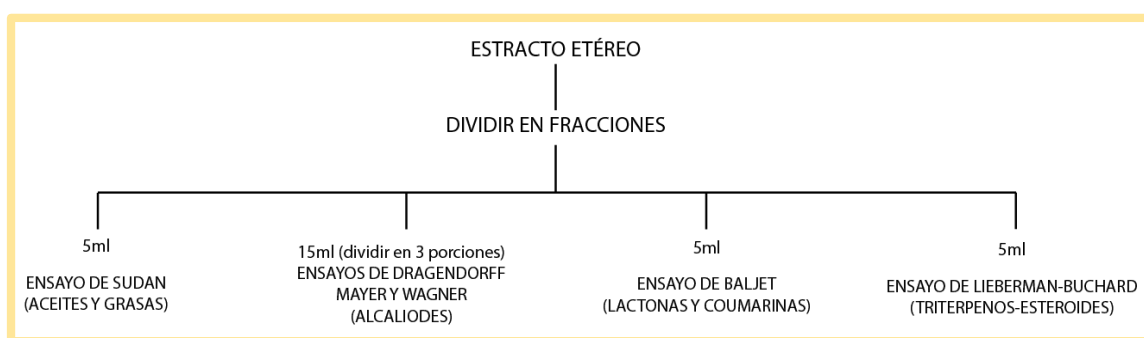 ESTRACTO ETÉREO
DIVIDIR EN FRACCIONES
5ml
ENSAYO DE SUDAN
(ACEITES Y GRASAS)
15ml (dividir en 3 porciones)
ENSAYOS DE DRAGENDORFF
MAYER Y WAGNER
(ALCALIODES)
5ml
ENSAYO DE BALJET
(LACTONAS Y COUMARINAS)
5ml
ENSAYO DE LIEBERMAN-BUCHARD
(TRITERPENOS-ESTEROIDES)